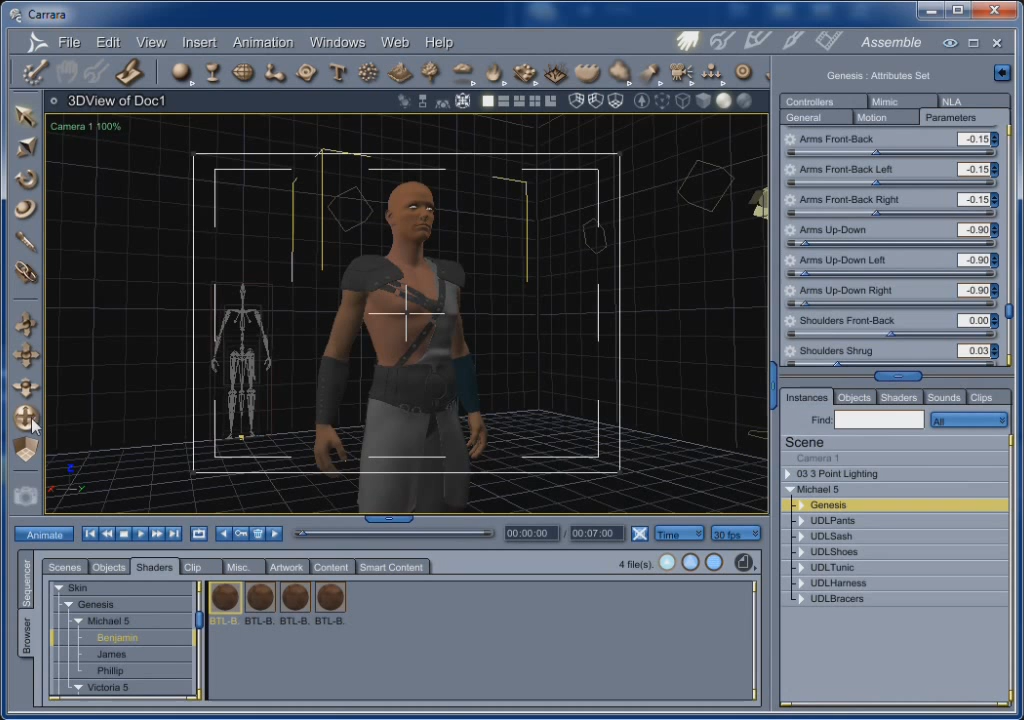 Carrara
File Edit View Insert Animation Windows Web Help Assemble
3DView of Doc1
Camera 1 100%
Genesis : Attributes Set
Controllers Mimic NLA
General Motion Parameters
Arms Front-Back -0.15
Arms Front-Back Left -0.15
Arms Front-Back Right -0.15
Arms Up-Down -0.90
Arms Up-Down Left -0.90
Arms Up-Down Right -0.90
Shoulders Front-Back 0.00
Shoulders Shrug 0.03
Instances Objects Shaders Sounds Clips
Find: All
Scene
Camera 1
03 3 Point Lighting
Michael 5
Genesis
UDLPants
UDLSash
UDLShoes
UDLTunic
UDLHarness
UDLBracers
Animate 00:00:00 / 00:07:00 Time 30 fps
Sequencer
Browser
Scenes Objects Shaders Clip Misc. Artwork Content Smart Content 4 file(s).
Skin
Genesis
Michael 5
Benjamin
James
Phillip
Victoria 5
BTL-B. BTL-B. BTL-B. BTL-B.
X Y